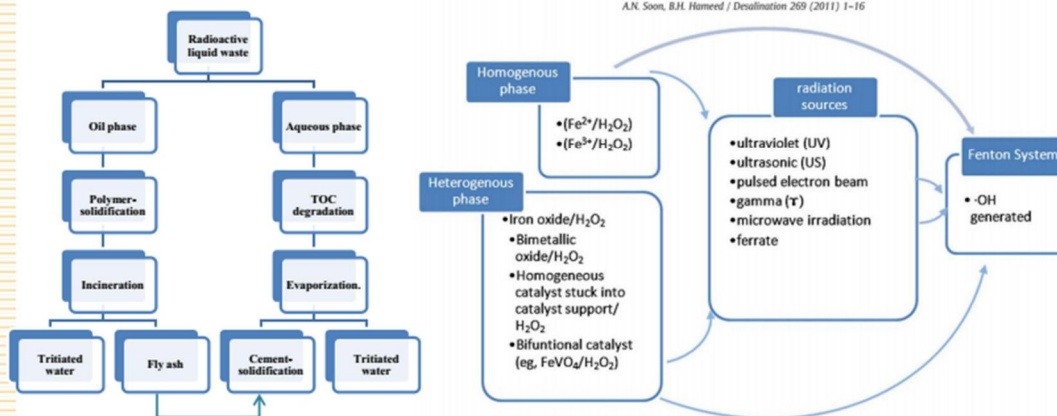 A.N. Soon, B.H. Hameed / Desalination 269 (2011) 1–16
Radioactive
liquid waste
Oil phase
Aqueous phase
Polymer-
solidification
TOC
degradation
Incineration
Evaporization.
Tritiated
water
Fly ash
Cement-
solidification
Tritiated
water
Homogenous
phase
•(Fe²⁺/H₂O₂)
•(Fe³⁺/H₂O₂)
Heterogenous
phase
•Iron oxide/H₂O₂
•Bimetallic
oxide/H₂O₂
•Homogeneous
catalyst stuck into
catalyst support/
H₂O₂
•Bifuntional catalyst
(eg, FeVO₄/H₂O₂)
radiation
sources
•ultraviolet (UV)
•ultrasonic (US)
•pulsed electron beam
•gamma (ɤ)
•microwave irradiation
•ferrate
Fenton System
• ·OH
generated